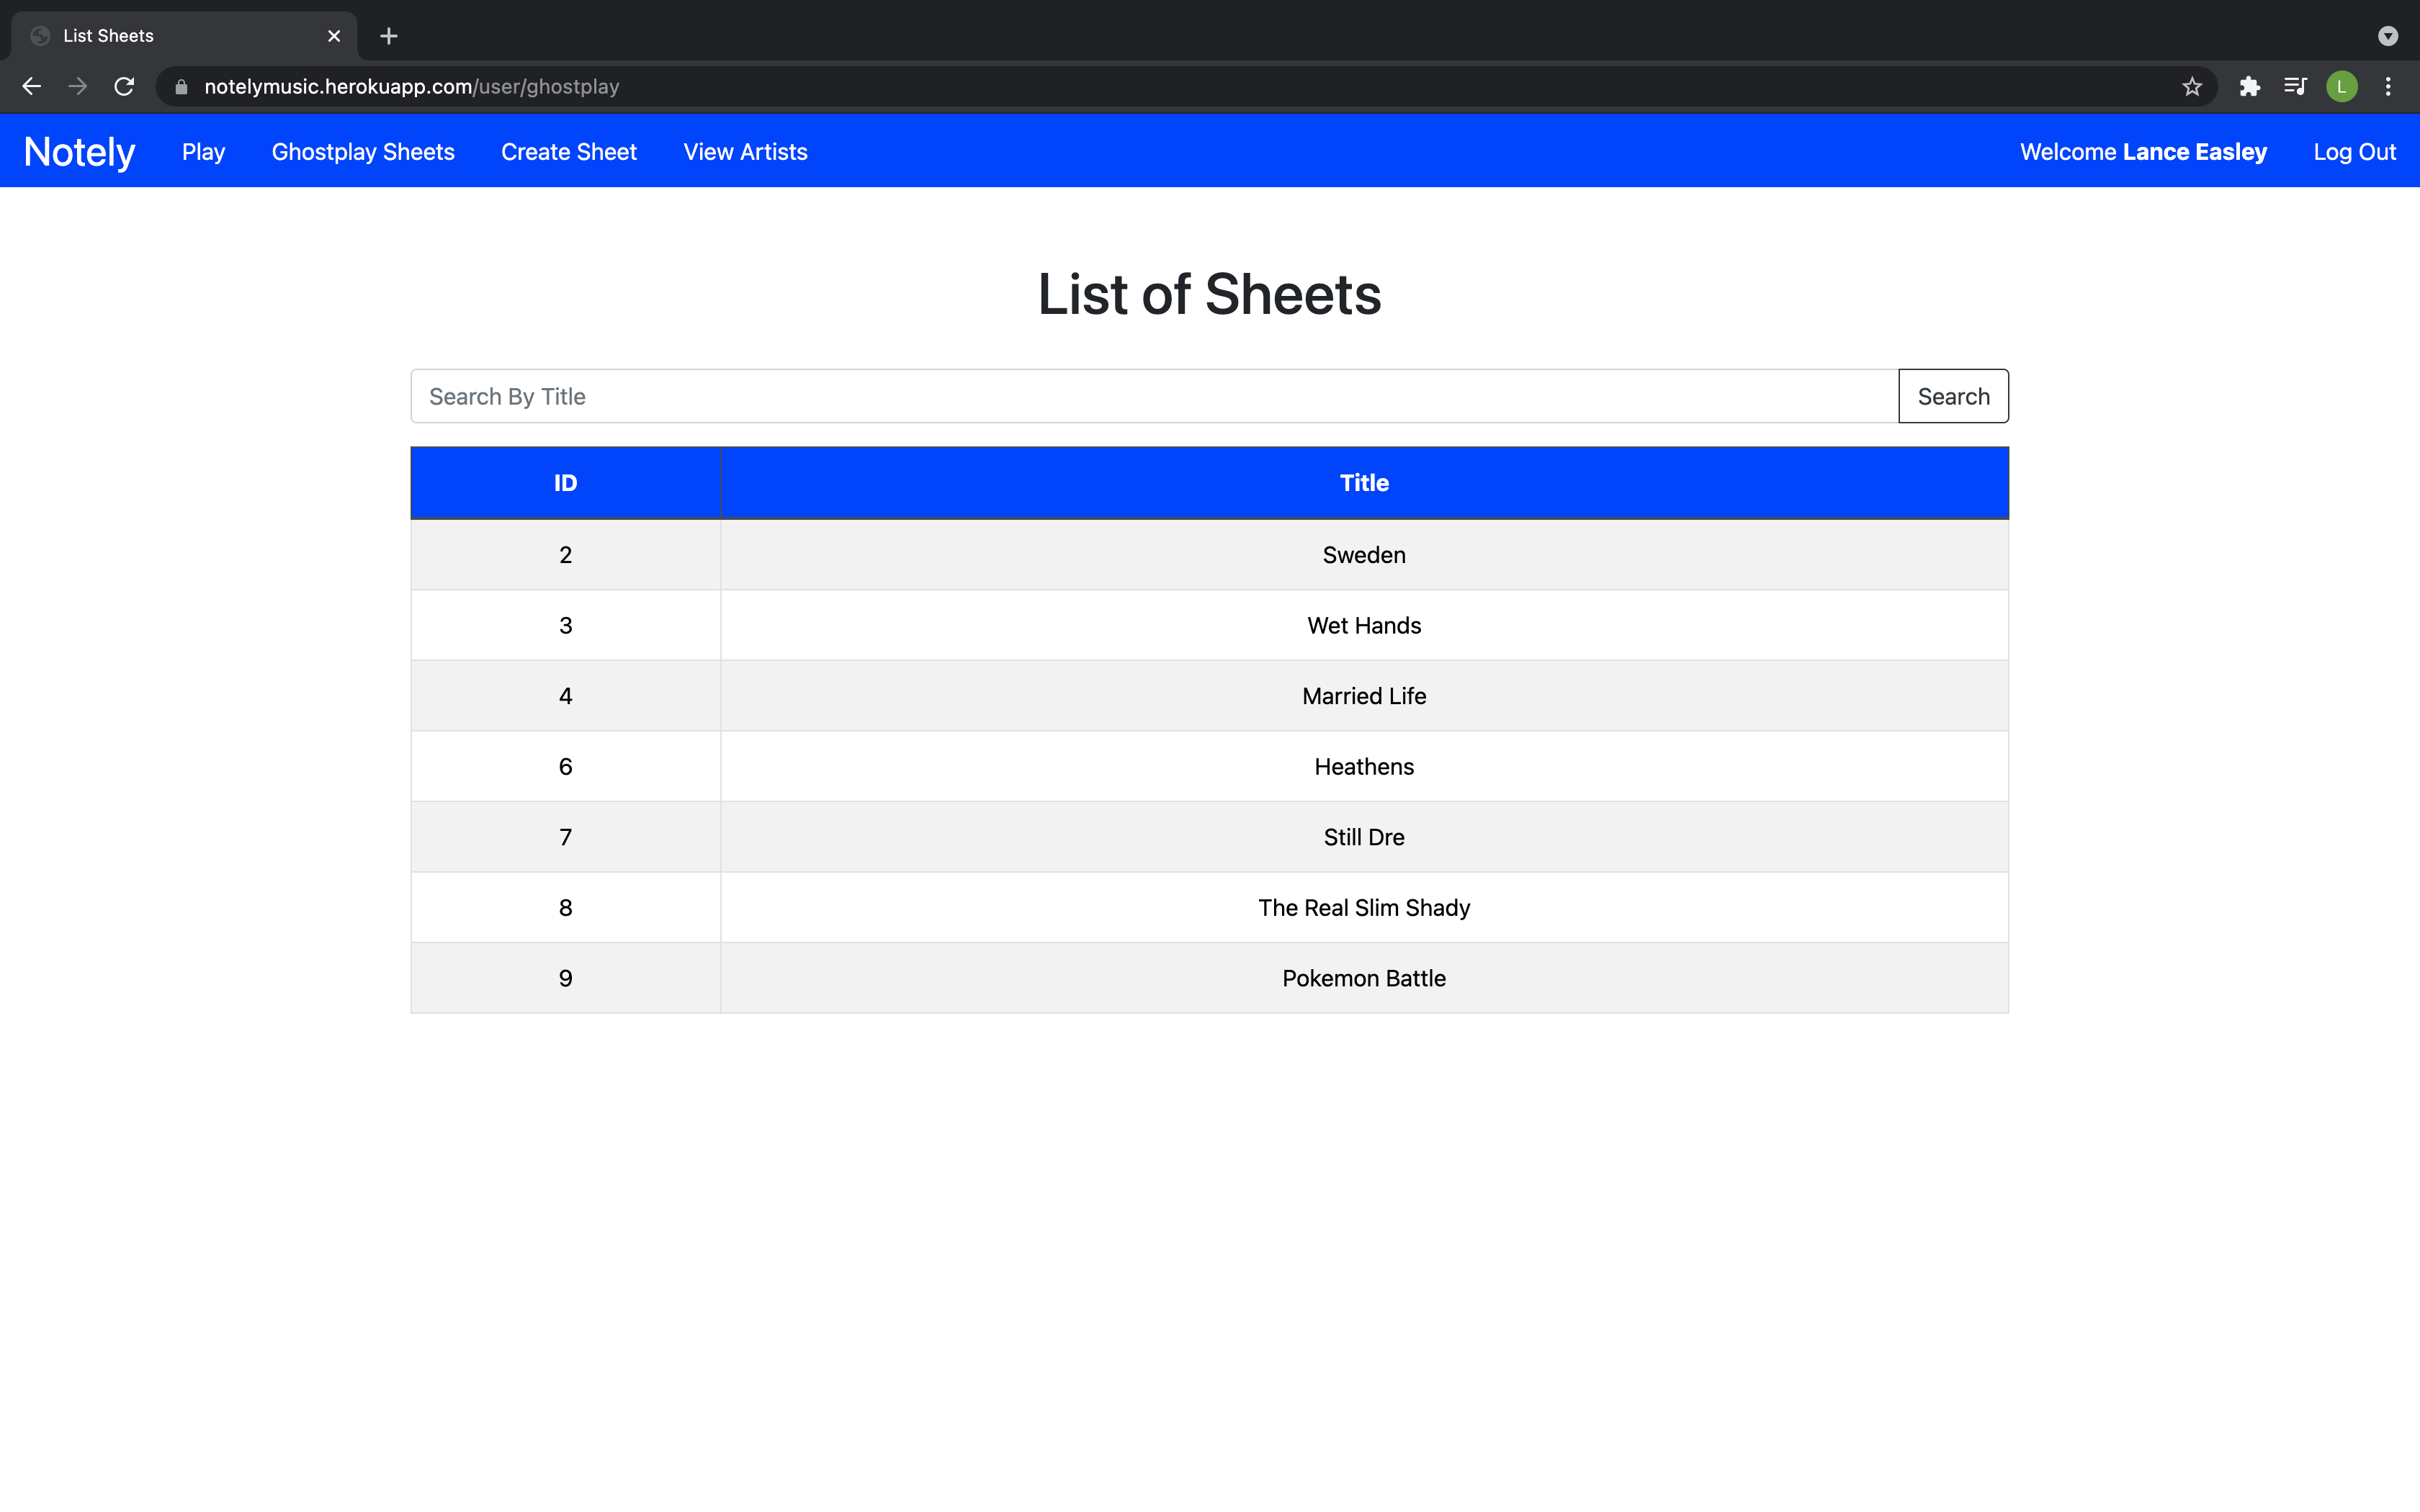 List Sheets
notelymusic.herokuapp.com/user/ghostplay
L
Notely Play Ghostplay Sheets Create Sheet View Artists Welcome Lance Easley Log Out
List of Sheets
Search By Title Search
ID Title
2 Sweden
3 Wet Hands
4 Married Life
6 Heathens
7 Still Dre
8 The Real Slim Shady
9 Pokemon Battle